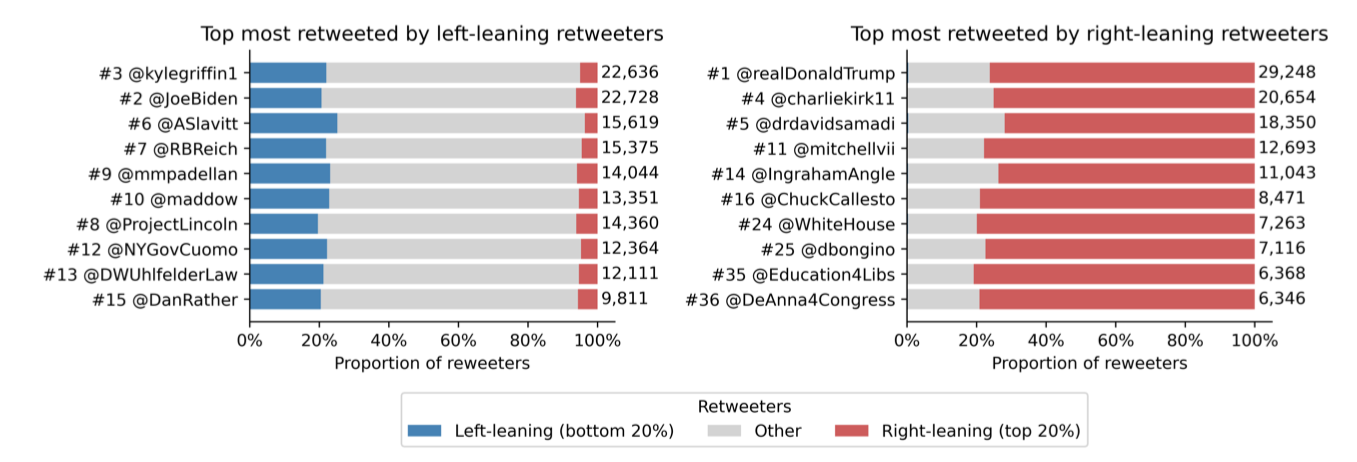 Top most retweeted by left-leaning retweeters
#3 @kylegriffin1 22,636
#2 @JoeBiden 22,728
#6 @ASlavitt 15,619
#7 @RBReich 15,375
#9 @mmpadellan 14,044
#10 @maddow 13,351
#8 @ProjectLincoln 14,360
#12 @NYGovCuomo 12,364
#13 @DWUhlfelderLaw 12,111
#15 @DanRather 9,811
0% 20% 40% 60% 80% 100%
Proportion of reweeters
Top most retweeted by right-leaning retweeters
#1 @realDonaldTrump 29,248
#4 @charliekirk11 20,654
#5 @drdavidsamadi 18,350
#11 @mitchellvii 12,693
#14 @IngrahamAngle 11,043
#16 @ChuckCallesto 8,471
#24 @WhiteHouse 7,263
#25 @dbongino 7,116
#35 @Education4Libs 6,368
#36 @DeAnna4Congress 6,346
0% 20% 40% 60% 80% 100%
Proportion of reweeters
Retweeters
Left-leaning (bottom 20%) Other Right-leaning (top 20%)